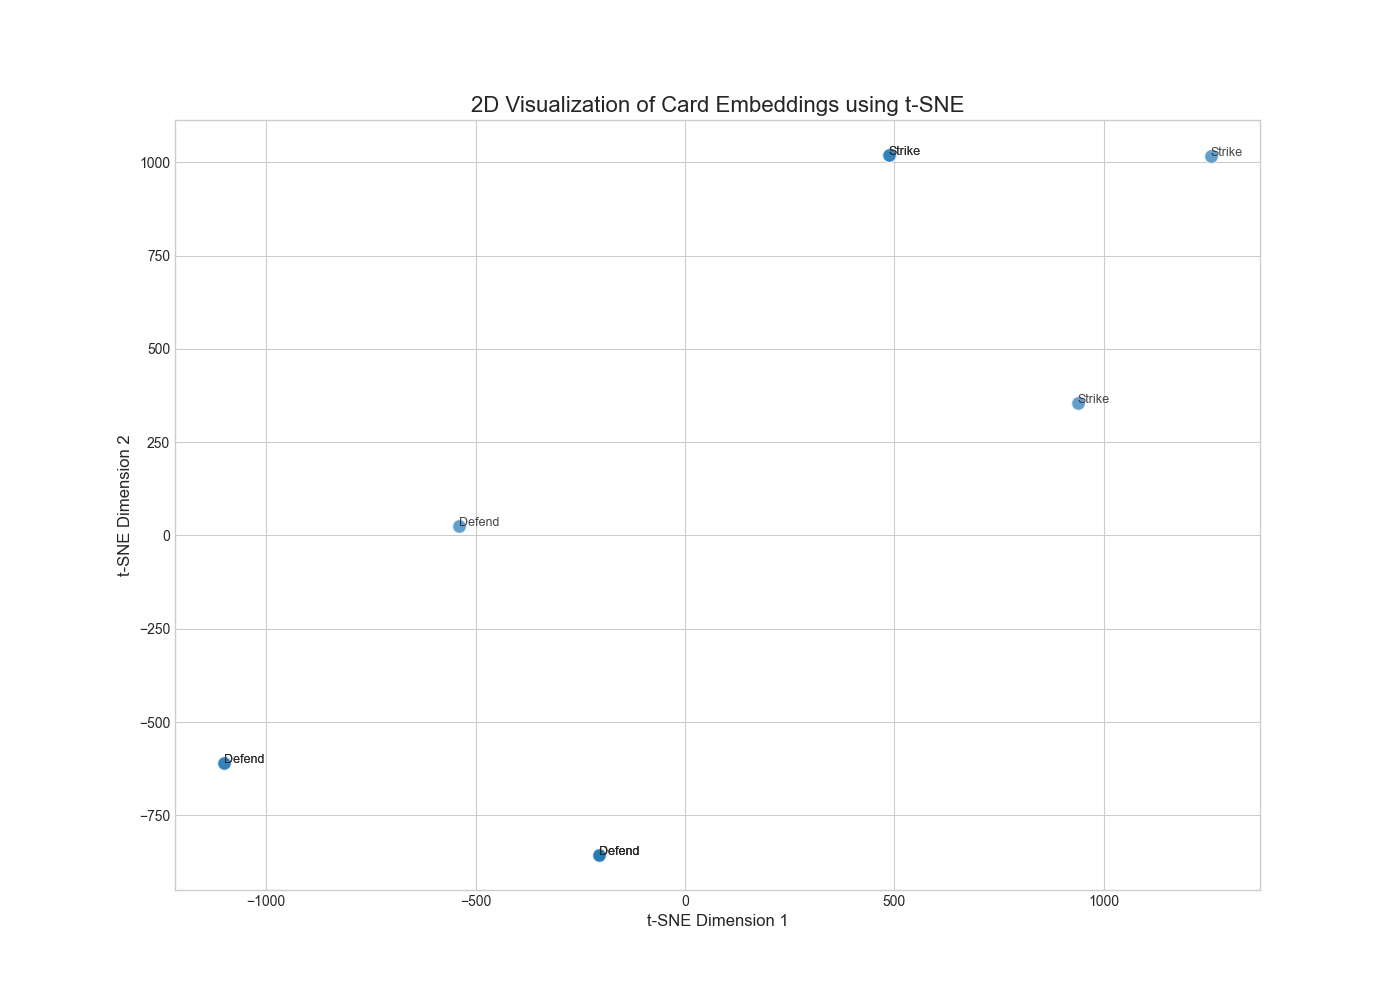 2D Visualization of Card Embeddings using t-SNE
Strike
Strike
Strike
Defend
Defend
Defend
1000
750
500
250
0
−250
−500
−750
t-SNE Dimension 2
−1000
−500
0
500
1000
t-SNE Dimension 1